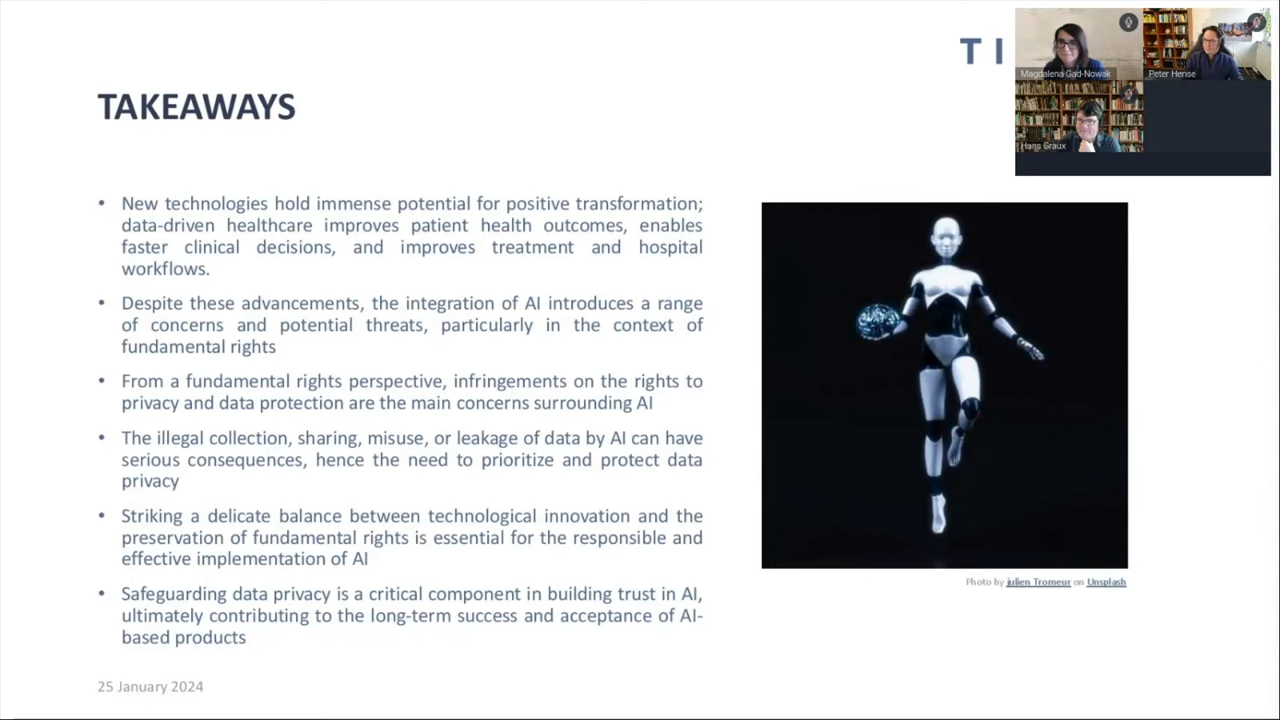 T I
TAKEAWAYS
Magdalena Gad-Nowak
Peter Hense
Hans Graux
• New technologies hold immense potential for positive transformation;
data-driven healthcare improves patient health outcomes, enables
faster clinical decisions, and improves treatment and hospital
workflows.
• Despite these advancements, the integration of AI introduces a range
of concerns and potential threats, particularly in the context of
fundamental rights
• From a fundamental rights perspective, infringements on the rights to
privacy and data protection are the main concerns surrounding AI
• The illegal collection, sharing, misuse, or leakage of data by AI can have
serious consequences, hence the need to prioritize and protect data
privacy
• Striking a delicate balance between technological innovation and the
preservation of fundamental rights is essential for the responsible and
effective implementation of AI
• Safeguarding data privacy is a critical component in building trust in AI,
ultimately contributing to the long-term success and acceptance of AI-
based products
Photo by julien Tromeur on Unsplash
25 January 2024